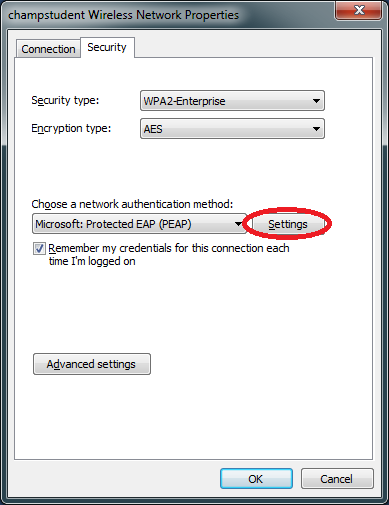 champstudent Wireless Network Properties
Connection
Security
Security type:
WPA2-Enterprise
Encryption type:
AES
Choose a network authentication method:
Microsoft: Protected EAP (PEAP)
Settings
Remember my credentials for this connection each
time I'm logged on
Advanced settings
OK
Cancel